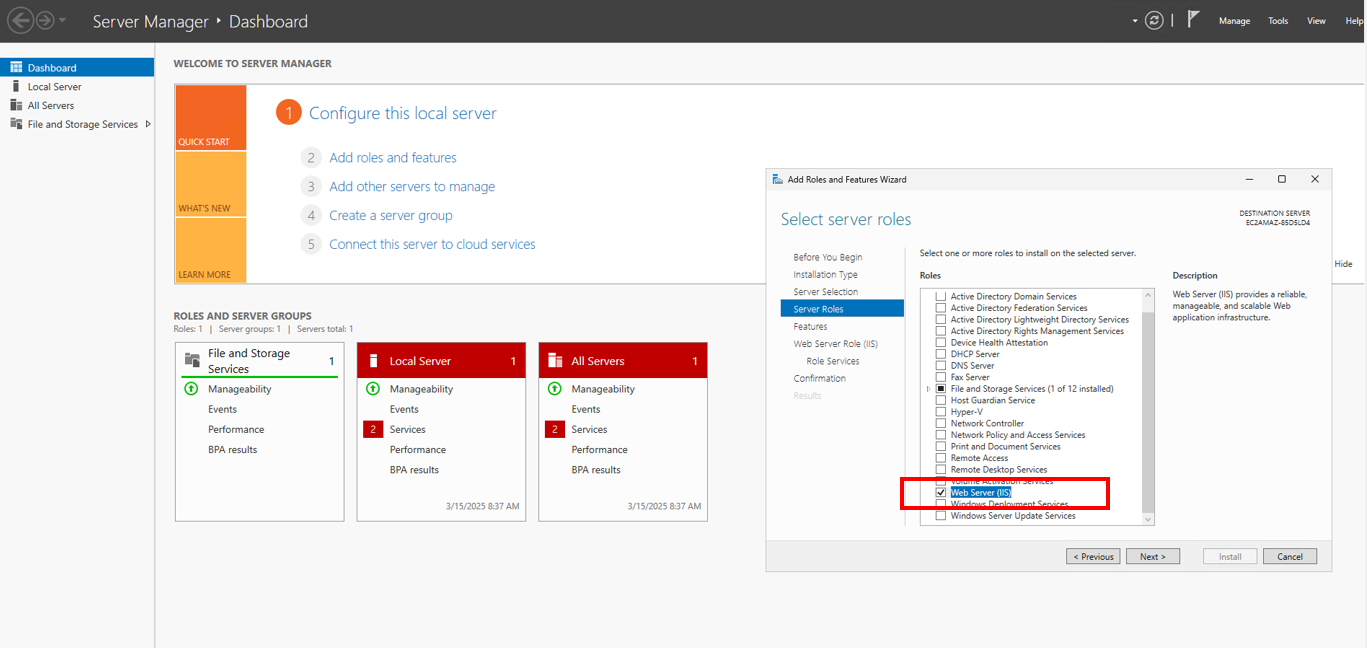 Server Manager ‣ Dashboard
Manage Tools View Help
Dashboard
Local Server
All Servers
File and Storage Services
WELCOME TO SERVER MANAGER
QUICK START
WHAT'S NEW
LEARN MORE
1 Configure this local server
2 Add roles and features
3 Add other servers to manage
4 Create a server group
5 Connect this server to cloud services
Hide
ROLES AND SERVER GROUPS
Roles: 1 | Server groups: 1 | Servers total: 1
File and Storage
Services 1
Manageability
Events
Performance
BPA results
Local Server 1
Manageability
Events
2 Services
Performance
BPA results
3/15/2025 8:37 AM
All Servers 1
Manageability
Events
2 Services
Performance
BPA results
3/15/2025 8:37 AM
Add Roles and Features Wizard
Select server roles
DESTINATION SERVER
EC2AMAZ-85D5LD4
Before You Begin
Installation Type
Server Selection
Server Roles
Features
Web Server Role (IIS)
Role Services
Confirmation
Results
Select one or more roles to install on the selected server.
Roles
Active Directory Domain Services
Active Directory Federation Services
Active Directory Lightweight Directory Services
Active Directory Rights Management Services
Device Health Attestation
DHCP Server
DNS Server
Fax Server
File and Storage Services (1 of 12 installed)
Host Guardian Service
Hyper-V
Network Controller
Network Policy and Access Services
Print and Document Services
Remote Access
Remote Desktop Services
Volume Activation Services
Web Server (IIS)
Windows Deployment Services
Windows Server Update Services
Description
Web Server (IIS) provides a reliable,
manageable, and scalable Web
application infrastructure.
< Previous
Next >
Install
Cancel